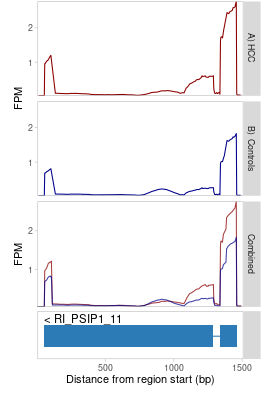 2
1
FPM
A) HCC
2
1
B) Controls
2
1
FPM
Combined
< RI_PSIP1_11
500
1000
1500
Distance from region start (bp)